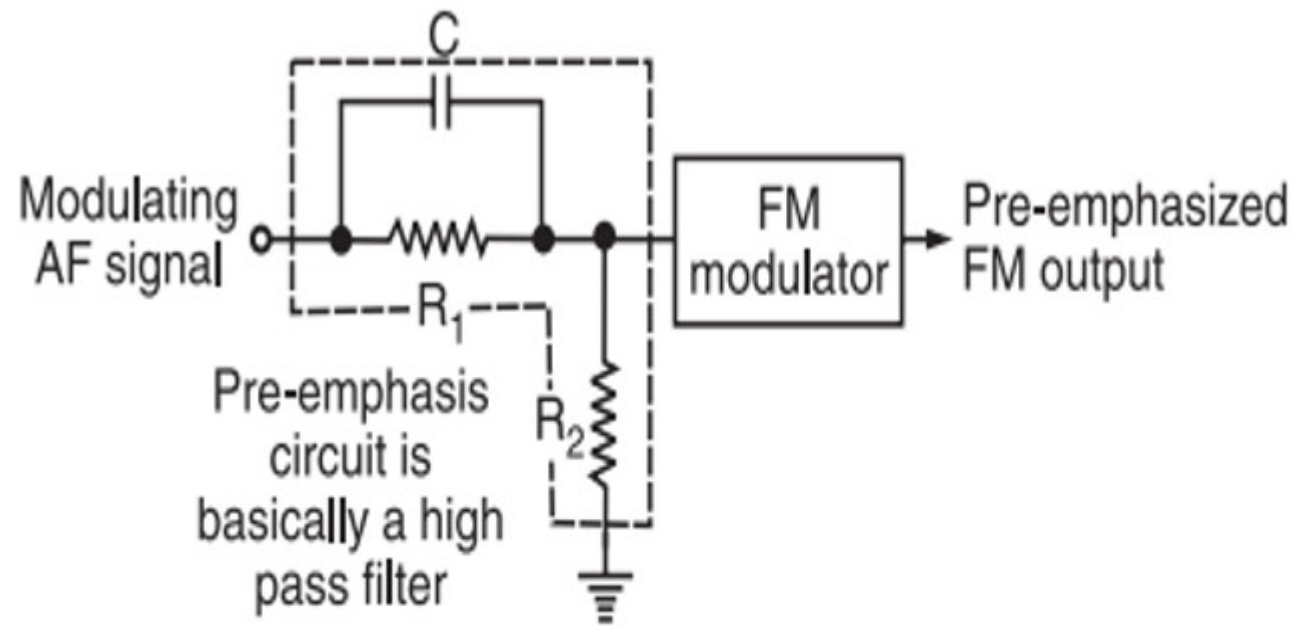 C
Modulating
AF signal
R1
Pre-emphasis
circuit is
basically a high
pass filter
R2
FM
modulator
Pre-emphasized
FM output